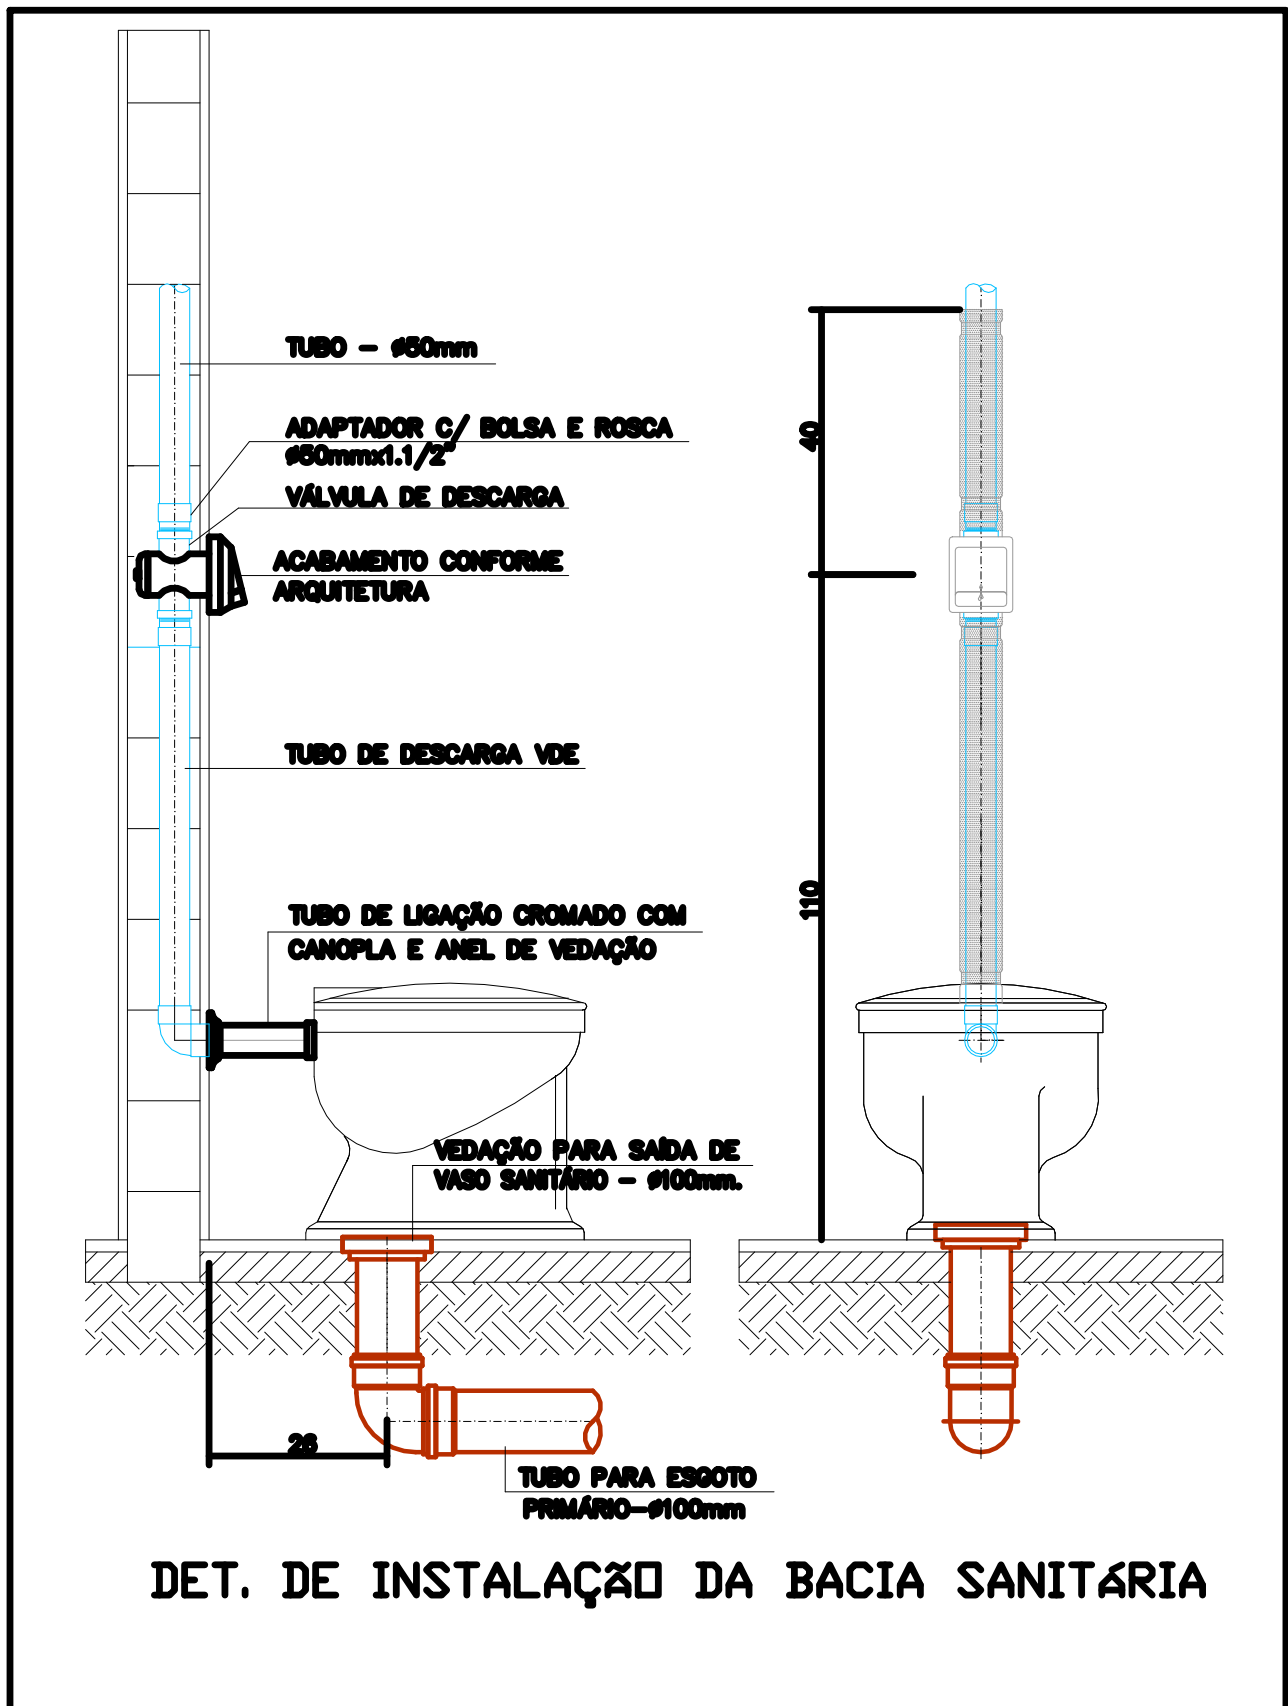 TUBO - ø50mm
ADAPTADOR C/ BOLSA E ROSCA
ø50mmx1.1/2"
VÁLVULA DE DESCARGA
ACABAMENTO CONFORME
ARQUITETURA
TUBO DE DESCARGA VDE
TUBO DE LIGAÇÃO CROMADO COM
CANOPLA E ANEL DE VEDAÇÃO
VEDAÇÃO PARA SAÍDA DE
VASO SANITÁRIO - ø100mm.
40
110
26
TUBO PARA ESGOTO
PRIMÁRIO-ø100mm
DET. DE INSTALAÇÃO DA BACIA SANITÁRIA